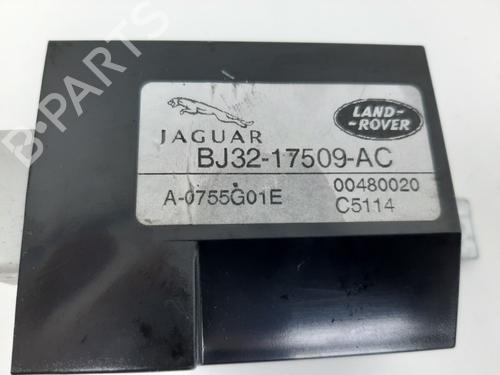 B-PARTS
JAGUAR
LAND-
-ROVER
BJ32-17509-AC
A-0755G01E 00480020
C5114